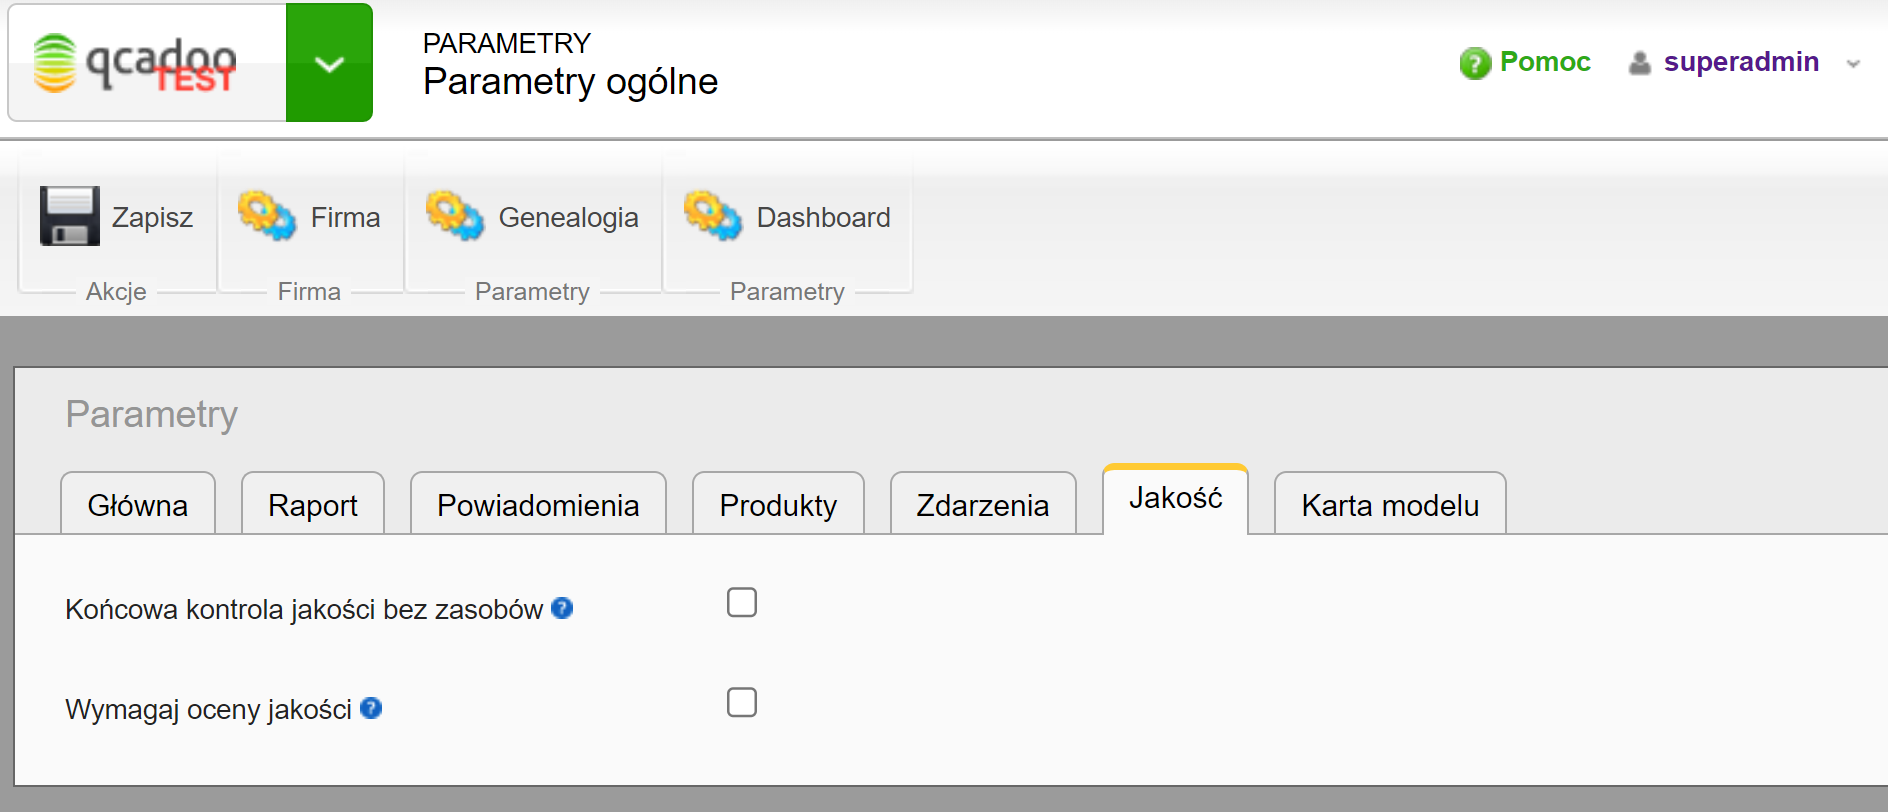 qcadoo
TEST
PARAMETRY
Parametry ogólne
Pomoc
superadmin
Zapisz
Firma
Genealogia
Dashboard
Akcje
Firma
Parametry
Parametry
Parametry
Główna
Raport
Powiadomienia
Produkty
Zdarzenia
Jakość
Karta modelu
Końcowa kontrola jakości bez zasobów
Wymagaj oceny jakości